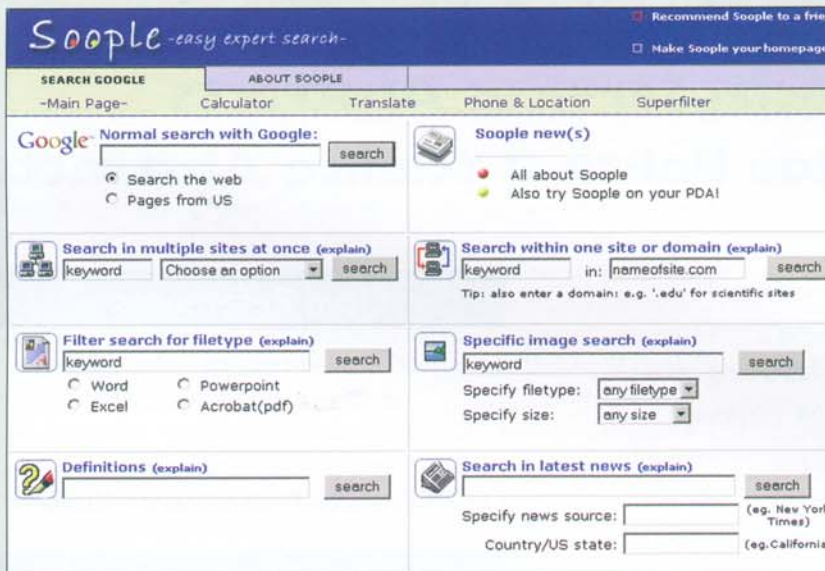 Soople -easy expert search-
Recommend Soople to a frie
Make Soople your homepage
SEARCH GOOGLE ABOUT SOOPLE
-Main Page- Calculator Translate Phone & Location Superfilter
Google Normal search with Google:
search
Search the web
Pages from US
Soople new(s)
All about Soople
Also try Soople on your PDA!
Search in multiple sites at once (explain)
keyword Choose an option search
Search within one site or domain (explain)
keyword in: nameofsite.com search
Tip: also enter a domain: e.g. '.edu' for scientific sites
Filter search for filetype (explain)
keyword search
Word Powerpoint
Excel Acrobat(pdf)
Specific image search (explain)
keyword search
Specify filetype: any filetype
Specify size: any size
Definitions (explain)
search
Search in latest news (explain)
search
Specify news source: (eg. New York
Times)
Country/US state: (eg.California